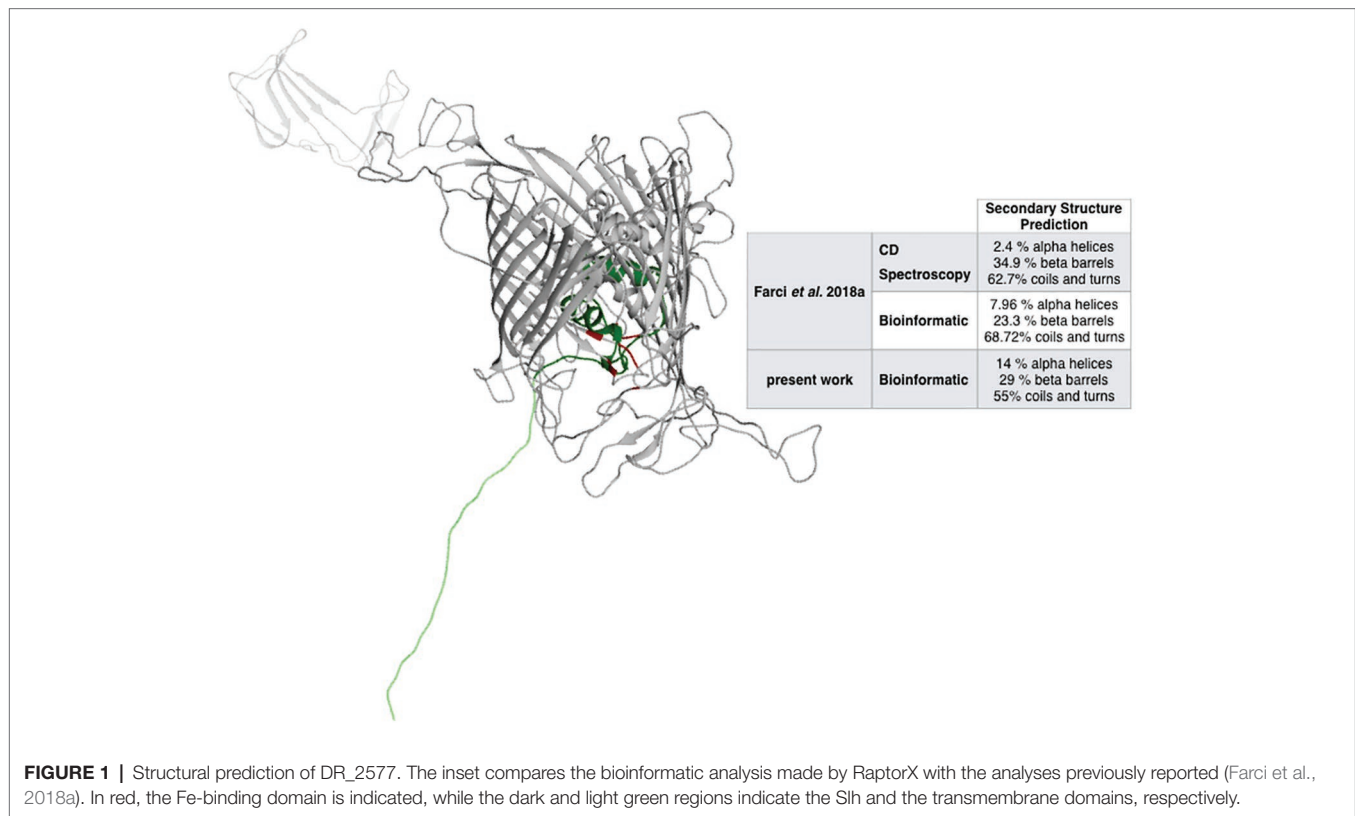 Secondary Structure
Prediction
Farci et al. 2018a
CD
Spectroscopy
2.4 % alpha helices
34.9 % beta barrels
62.7% coils and turns
Bioinformatic
7.96 % alpha helices
23.3 % beta barrels
68.72% coils and turns
present work
Bioinformatic
14 % alpha helices
29 % beta barrels
55% coils and turns
FIGURE 1 | Structural prediction of DR_2577. The inset compares the bioinformatic analysis made by RaptorX with the analyses previously reported (Farci et al.,
2018a). In red, the Fe-binding domain is indicated, while the dark and light green regions indicate the Slh and the transmembrane domains, respectively.